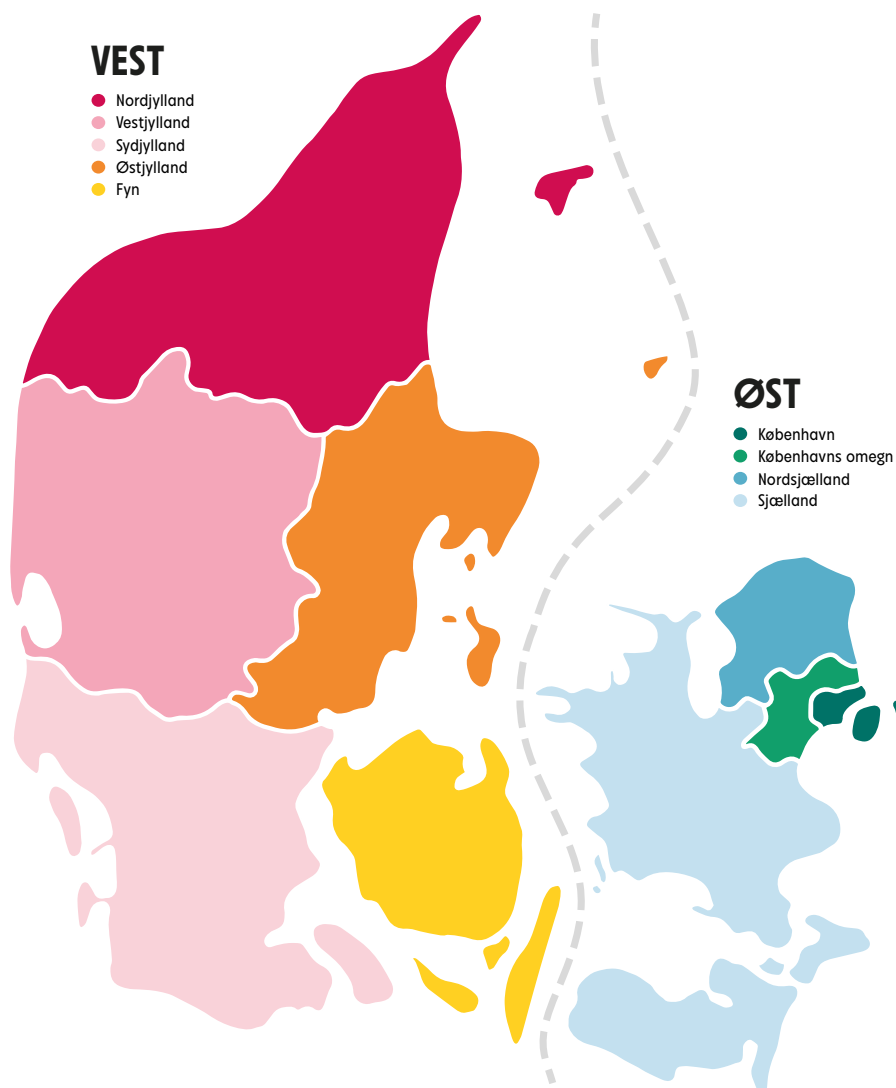 VEST
Nordjylland
Vestjylland
Sydjylland
Østjylland
Fyn
ØST
København
Københavns omegn
Nordsjælland
Sjælland